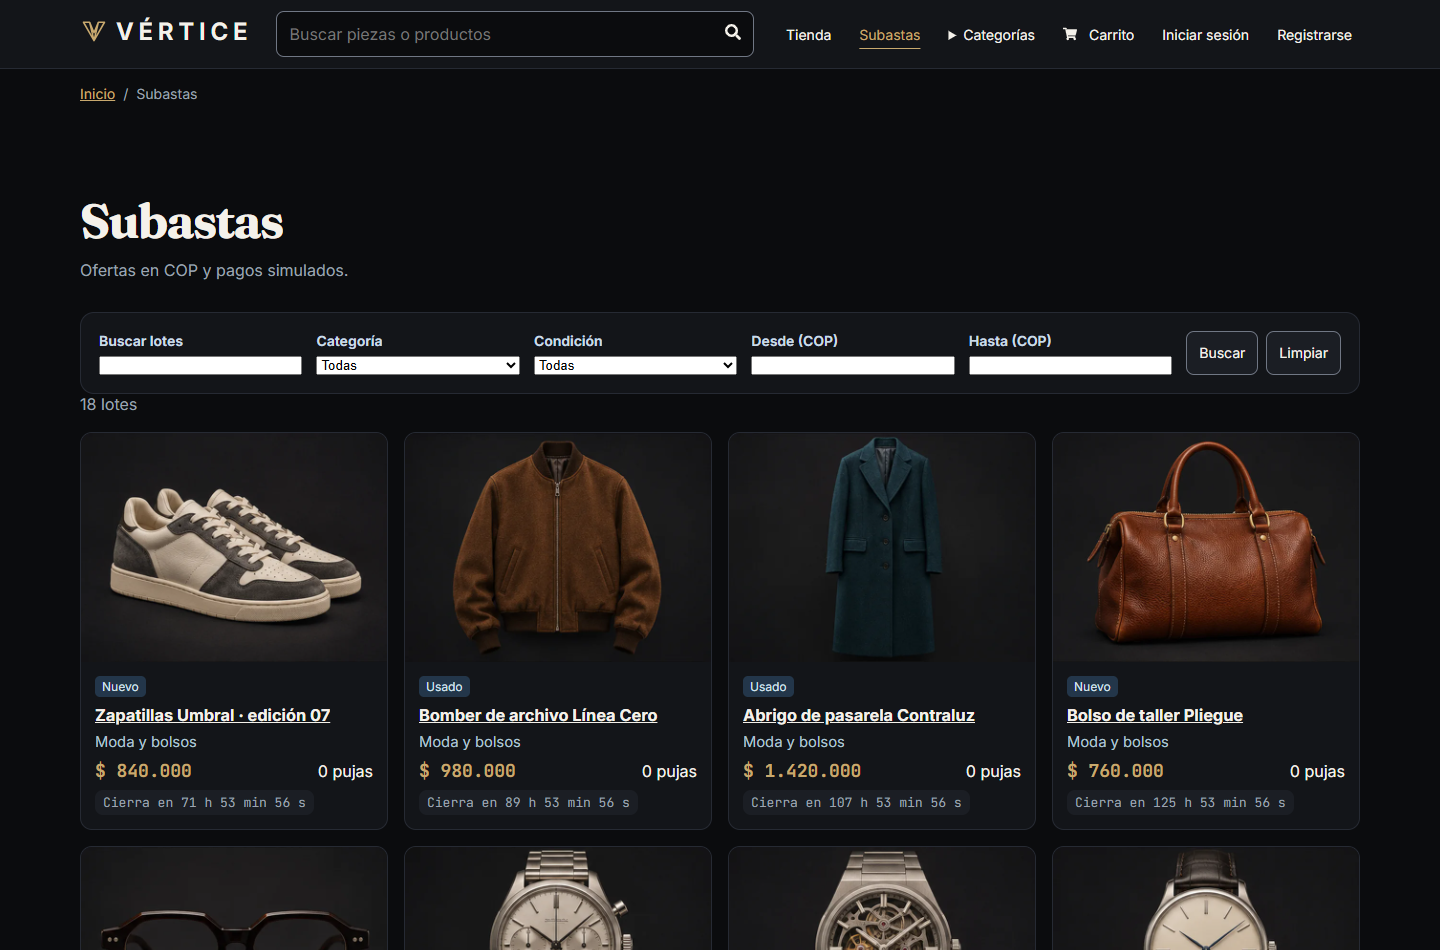 VÉRTICE
Buscar piezas o productos
Tienda
Subastas
Categorías
Carrito
Iniciar sesión
Registrarse
Inicio / Subastas
Subastas
Ofertas en COP y pagos simulados.
Buscar lotes
Categoría
Condición
Desde (COP)
Hasta (COP)
Todas
Todas
Buscar
Limpiar
18 lotes
Nuevo
Zapatillas Umbral · edición 07
Moda y bolsos
$ 840.000
0 pujas
Cierra en 71 h 53 min 56 s
Usado
Bomber de archivo Línea Cero
Moda y bolsos
$ 980.000
0 pujas
Cierra en 89 h 53 min 56 s
Usado
Abrigo de pasarela Contraluz
Moda y bolsos
$ 1.420.000
0 pujas
Cierra en 107 h 53 min 56 s
Nuevo
Bolso de taller Pliegue
Moda y bolsos
$ 760.000
0 pujas
Cierra en 125 h 53 min 56 s